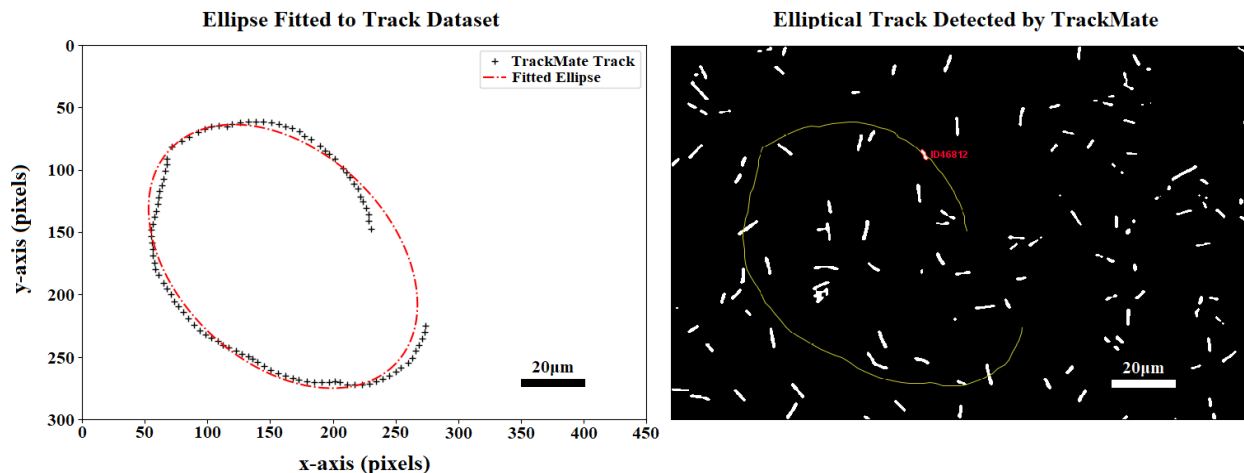 Ellipse Fitted to Track Dataset
0
50
100
150
200
250
300
y-axis (pixels)
TrackMate Track
Fitted Ellipse
20μm
0
50
100
150
200
250
300
350
400
450
x-axis (pixels)
Elliptical Track Detected by TrackMate
ID46812
20μm